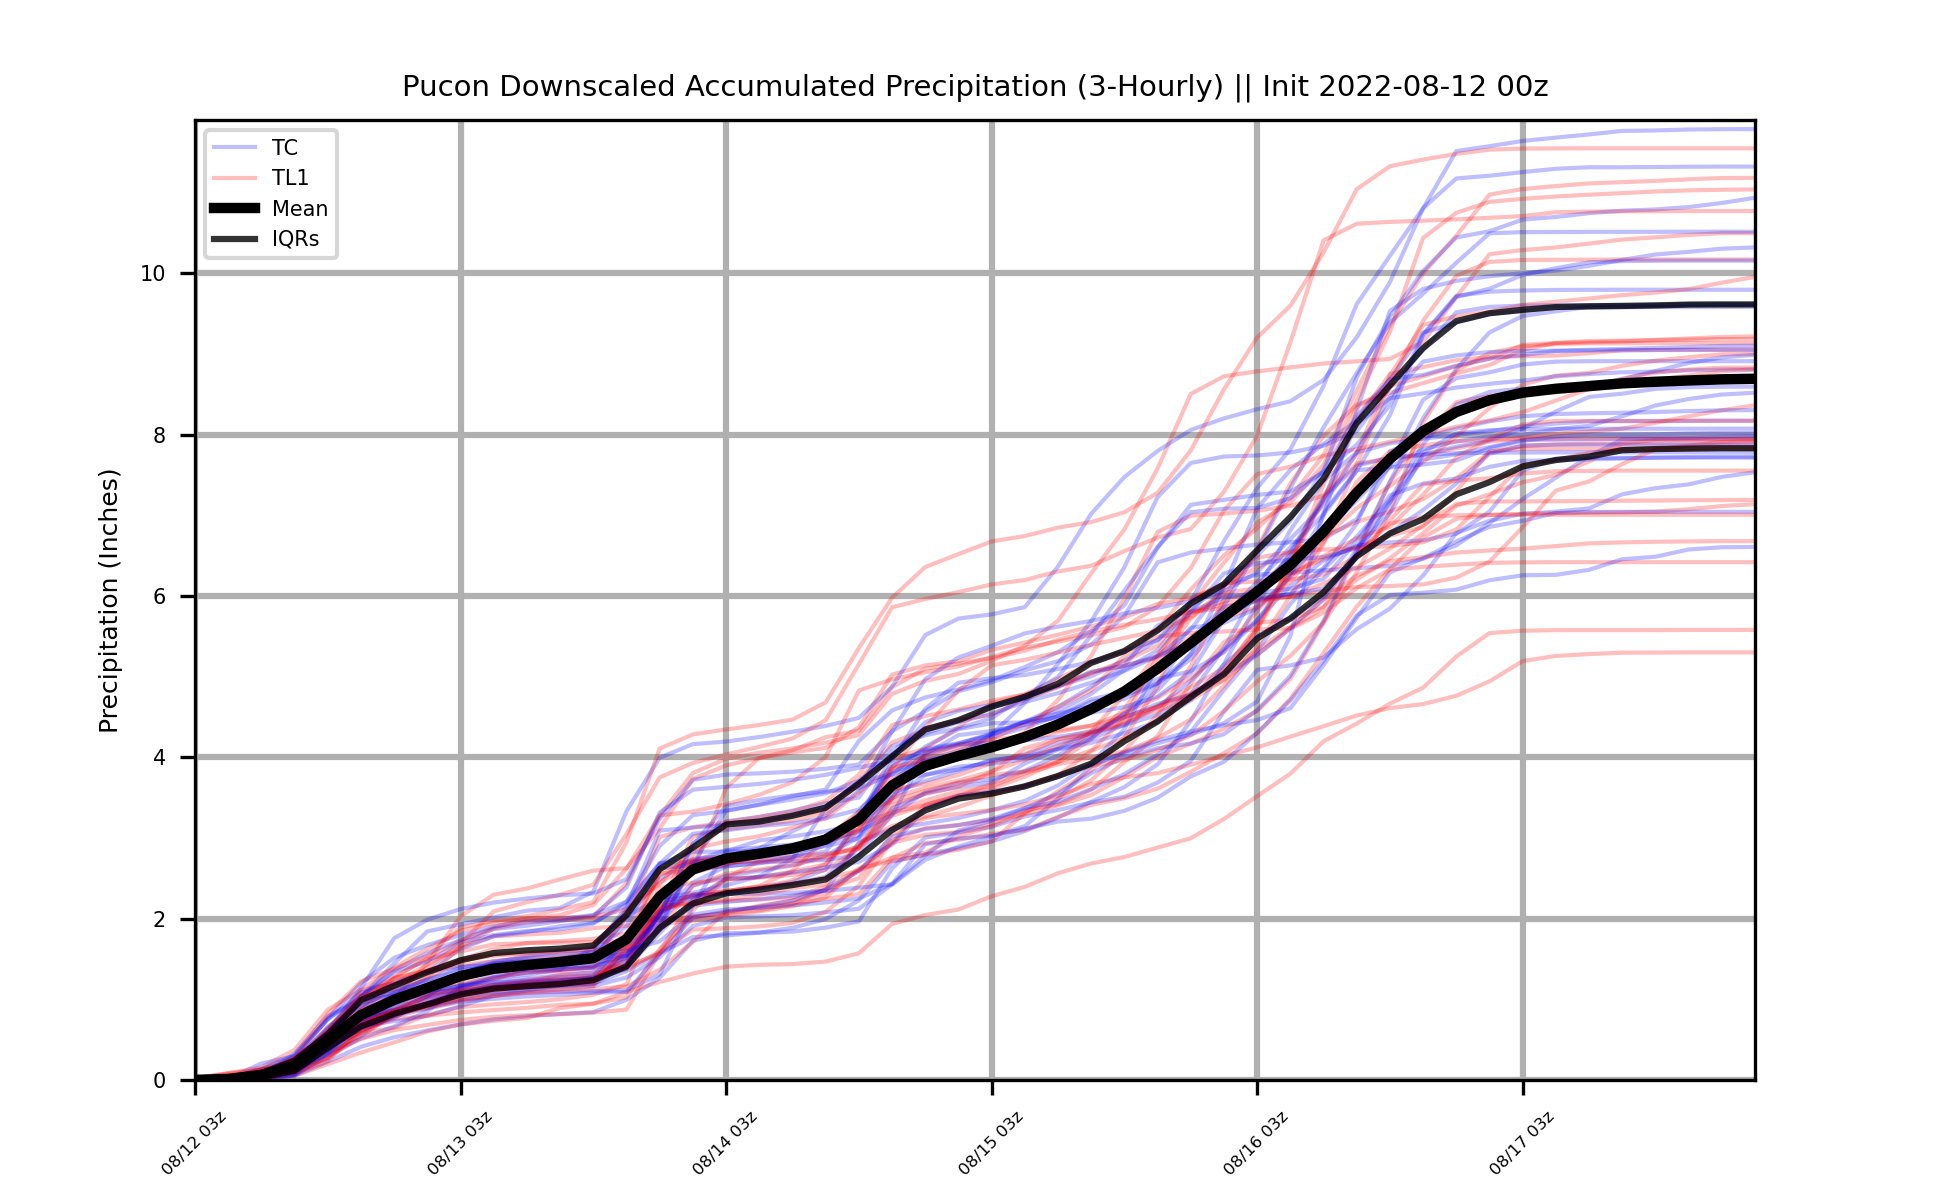 Pucon Downscaled Accumulated Precipitation (3-Hourly) || Init 2022-08-12 00z
TC
TL1
Mean
IQRs
Precipitation (Inches)
10
8
6
4
2
0
08/12 03z
08/13 03z
08/14 03z
08/15 03z
08/16 03z
08/17 03z